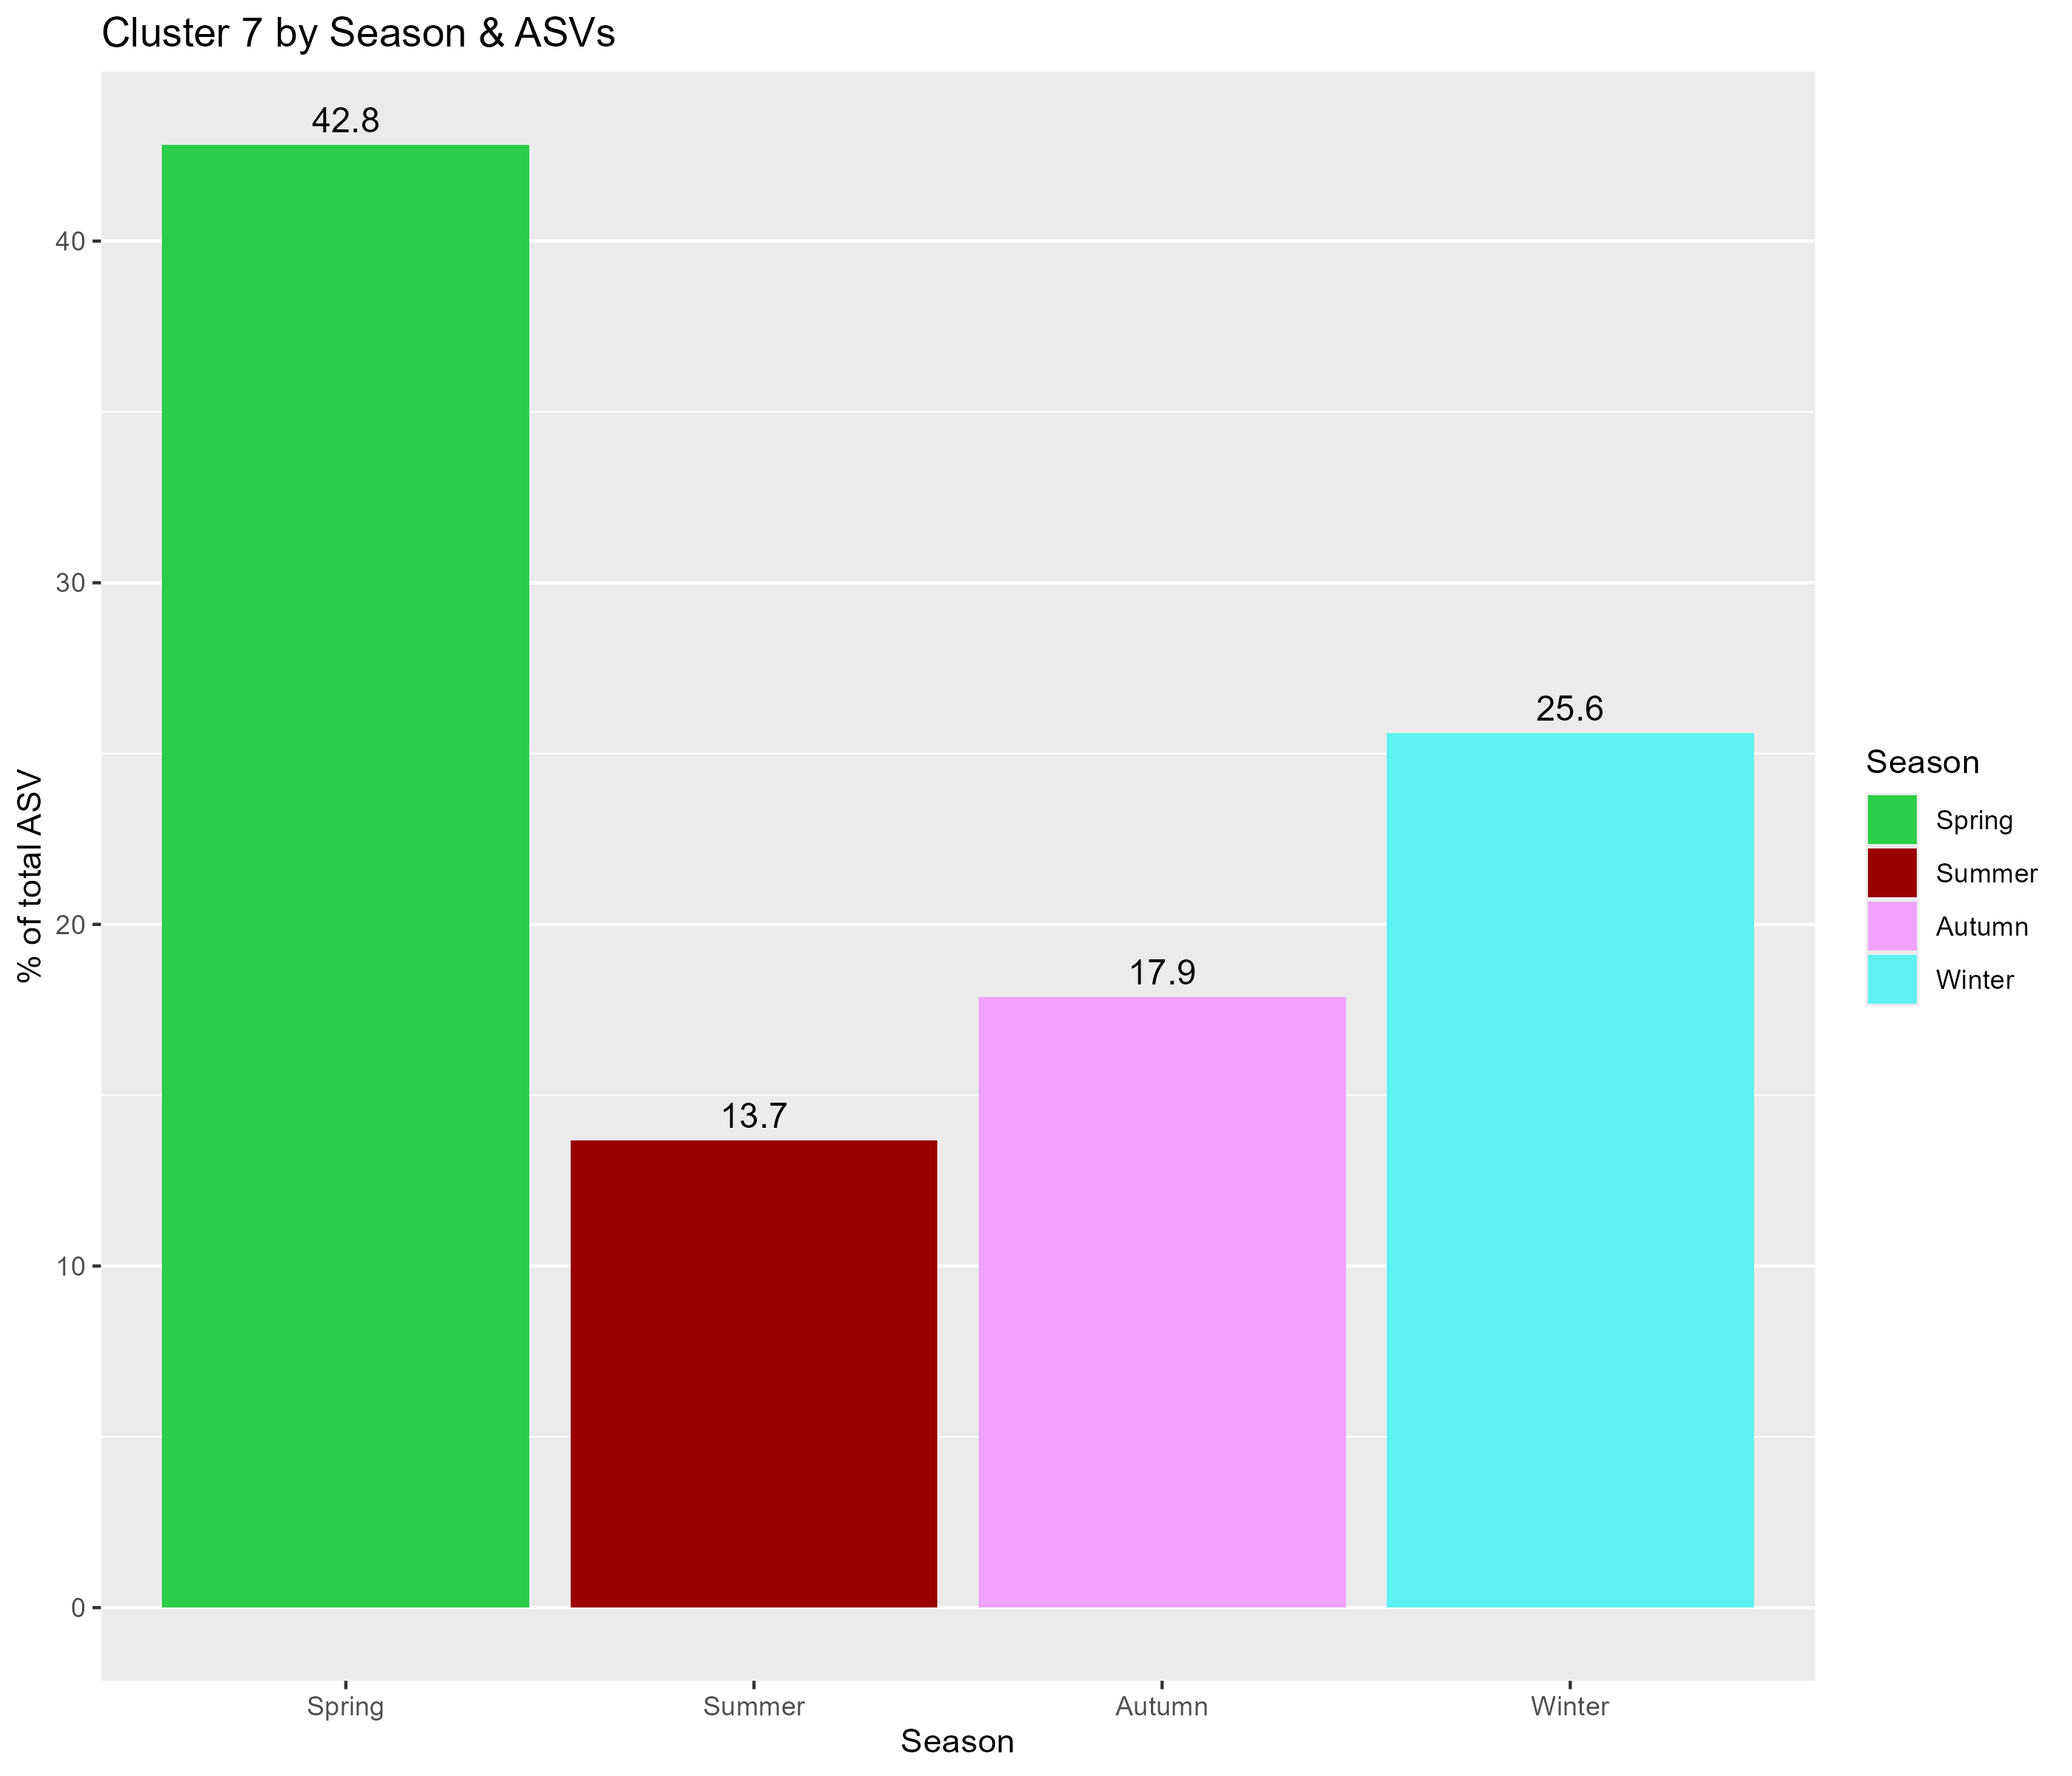 Cluster 7 by Season & ASVs
% of total ASV
40
30
20
10
0
42.8
13.7
17.9
25.6
Spring
Summer
Autumn
Winter
Season
Season
Spring
Summer
Autumn
Winter